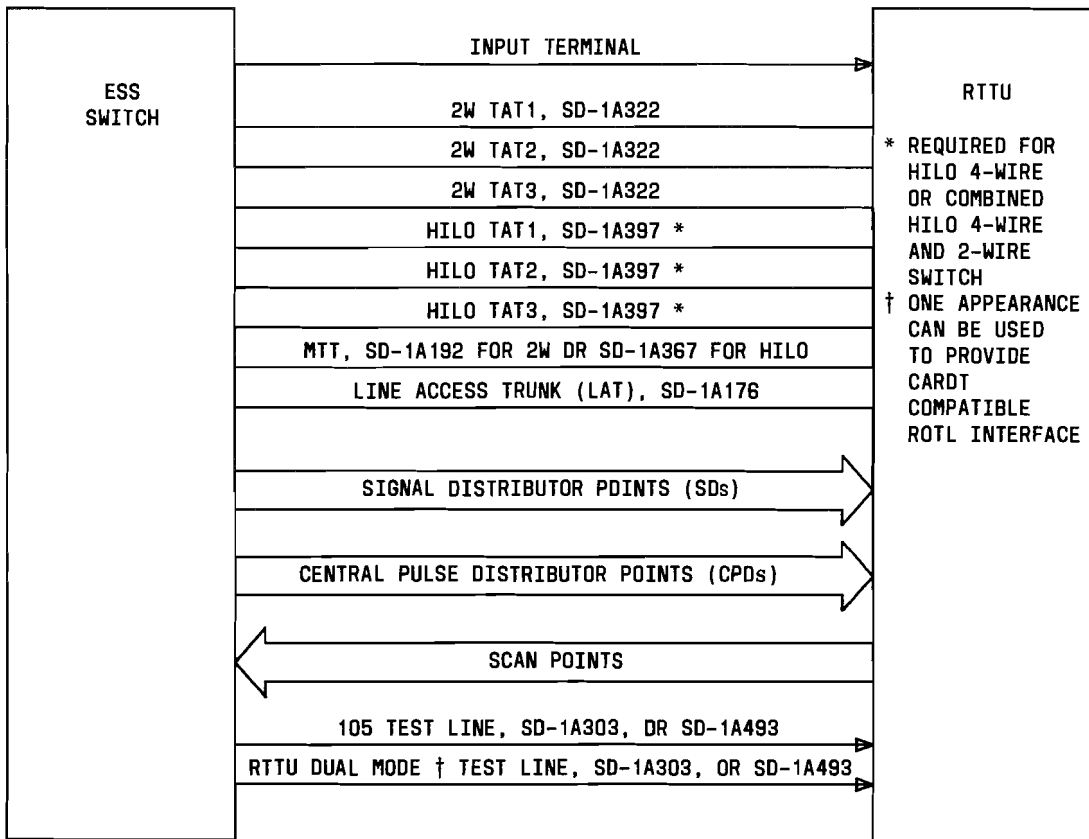 ESS
SWITCH
INPUT TERMINAL
2W TAT1, SD-1A322
2W TAT2, SD-1A322
2W TAT3, SD-1A322
HILO TAT1, SD-1A397 *
HILO TAT2, SD-1A397 *
HILO TAT3, SD-1A397 *
MTT, SD-1A192 FOR 2W OR SD-1A367 FOR HILO
LINE ACCESS TRUNK (LAT), SD-1A176
SIGNAL DISTRIBUTOR POINTS (SDs)
CENTRAL PULSE DISTRIBUTOR POINTS (CPDs)
SCAN POINTS
105 TEST LINE, SD-1A303, OR SD-1A493
RTTU DUAL MODE † TEST LINE, SD-1A303, OR SD-1A493
RTTU
* REQUIRED FOR
HILO 4-WIRE
OR COMBINED
HILO 4-WIRE
AND 2-WIRE
SWITCH
† ONE APPEARANCE
CAN BE USED
TO PROVIDE
CARDT
COMPATIBLE
ROTL INTERFACE